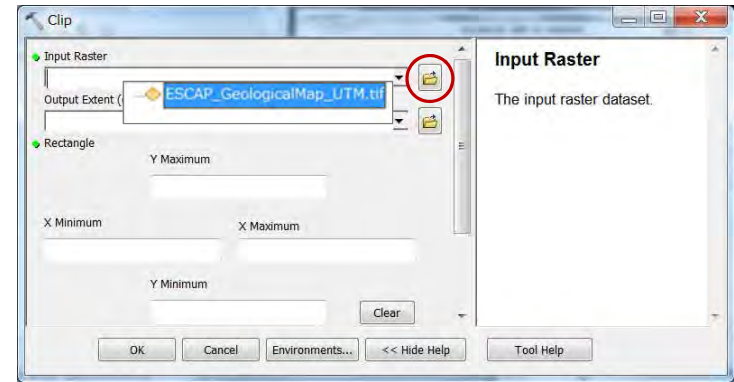 Clip
Input Raster
ESCAP_GeologicalMap_UTM.tif
Output Extent (
Rectangle
Y Maximum
X Minimum X Maximum
Y Minimum
Clear
OK Cancel Environments... << Hide Help Tool Help
Input Raster
The input raster dataset.